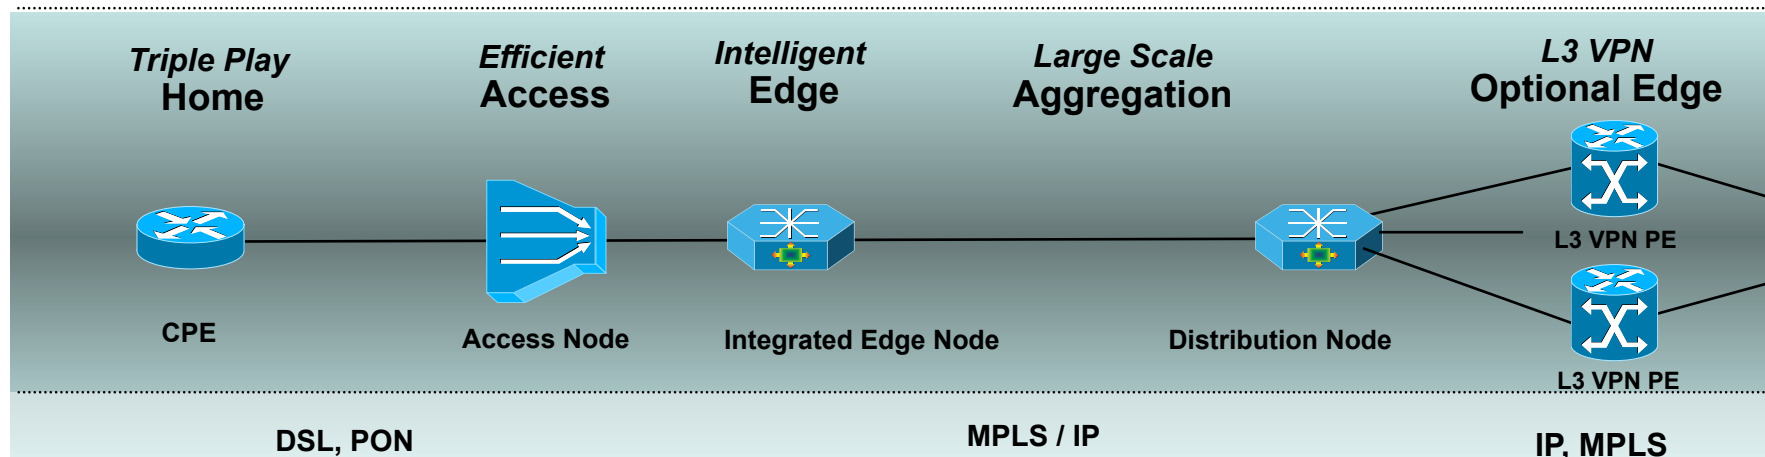 Triple Play
Home
Efficient
Access
Intelligent
Edge
Large Scale
Aggregation
L3 VPN
Optional Edge
L3 VPN PE
CPE
Access Node
Integrated Edge Node
Distribution Node
L3 VPN PE
DSL, PON
MPLS / IP
IP, MPLS